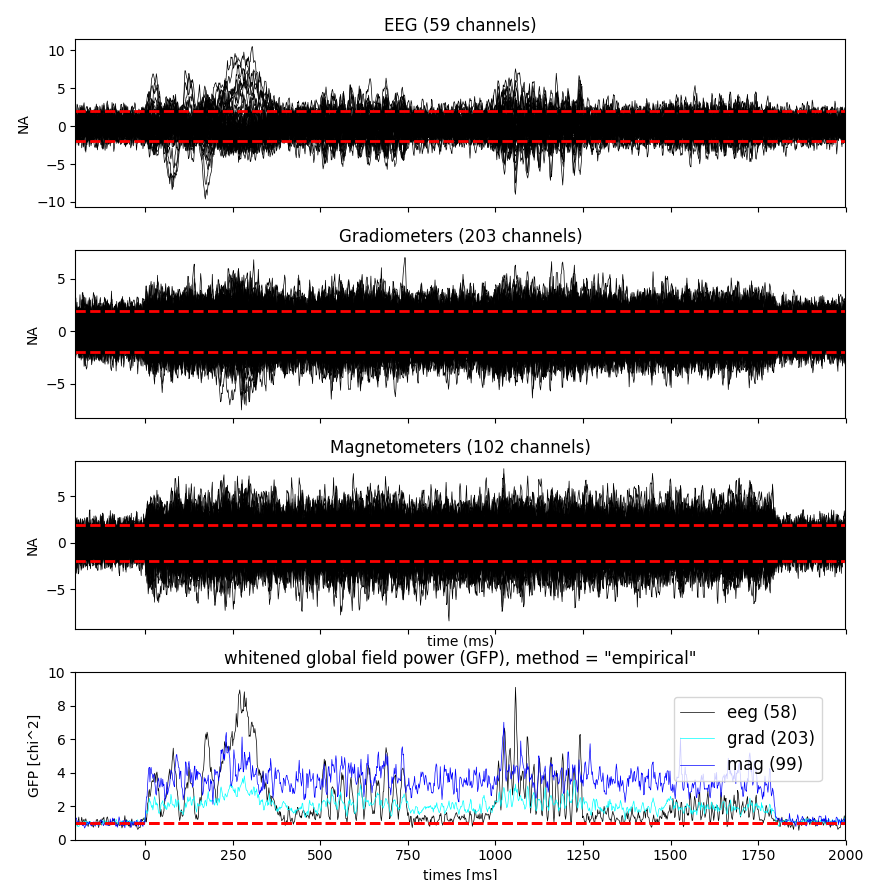 EEG (59 channels)
10
5
0
−5
−10
NA
Gradiometers (203 channels)
5
0
−5
NA
Magnetometers (102 channels)
5
0
−5
NA
time (ms)
whitened global field power (GFP), method = "empirical"
10
8
6
4
2
0
GFP [chi^2]
eeg (58)
grad (203)
mag (99)
0 250 500 750 1000 1250 1500 1750 2000
times [ms]